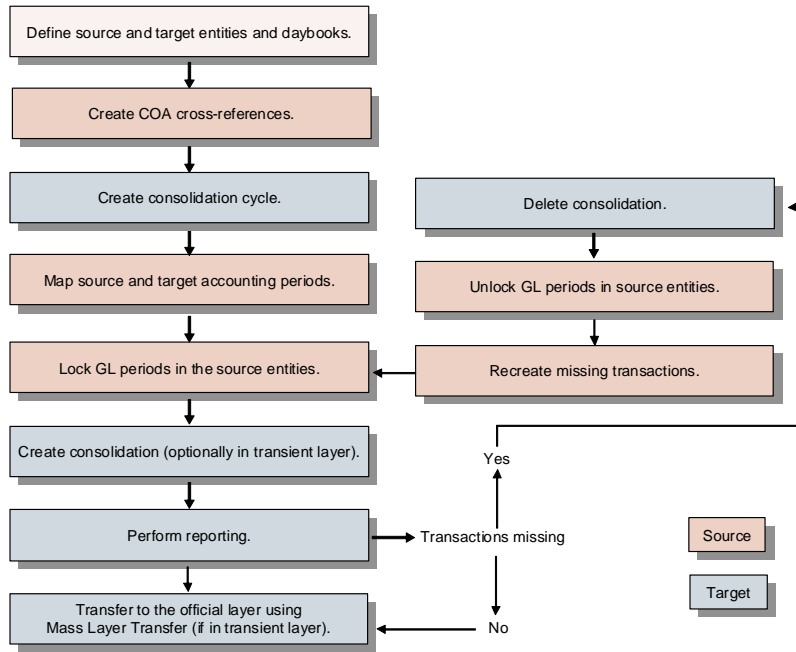 Define source and target entities and daybooks.
Create COA cross-references.
Create consolidation cycle.
Map source and target accounting periods.
Lock GL periods in the source entities.
Create consolidation (optionally in transient layer).
Perform reporting.
Transfer to the official layer using
Mass Layer Transfer (if in transient layer).
Delete consolidation.
Unlock GL periods in source entities.
Recreate missing transactions.
Yes
Transactions missing
No
Source
Target